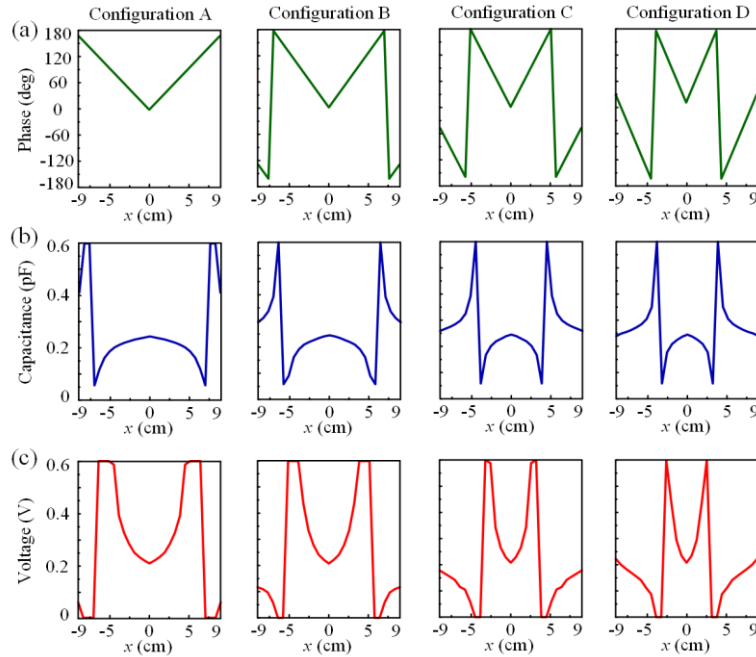 Configuration A Configuration B Configuration C Configuration D
(a)
Phase (deg)
180
120
60
0
-60
-120
-180
-9 -5 0 5 9 -9 -5 0 5 9 -9 -5 0 5 9 -9 -5 0 5 9
x (cm) x (cm) x (cm) x (cm)
(b)
Capacitance (pF)
0.6
0.4
0.2
0
-9 -5 0 5 9 -9 -5 0 5 9 -9 -5 0 5 9 -9 -5 0 5 9
x (cm) x (cm) x (cm) x (cm)
(c)
Voltage (V)
0.6
0.4
0.2
0
-9 -5 0 5 9 -9 -5 0 5 9 -9 -5 0 5 9 -9 -5 0 5 9
x (cm) x (cm) x (cm) x (cm)